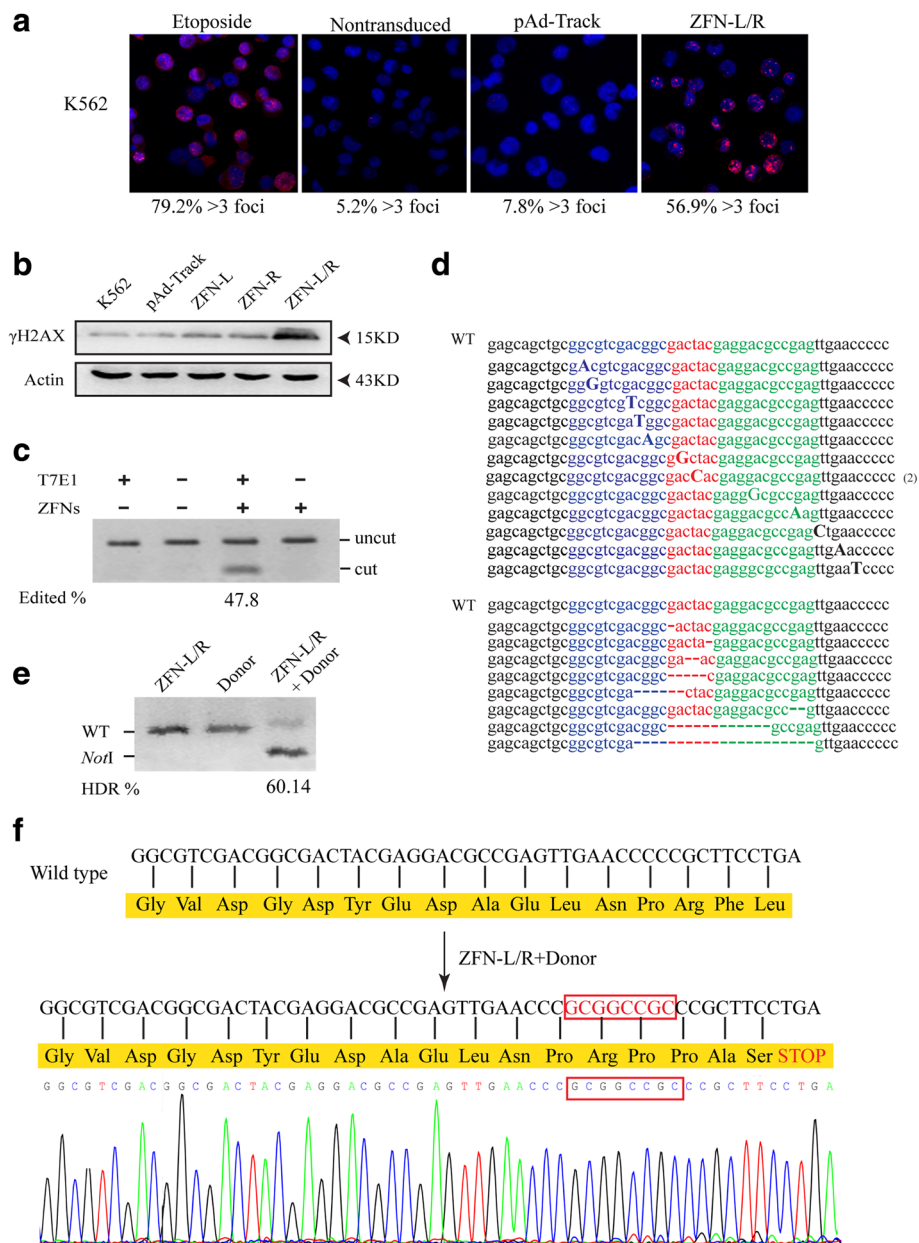 a
Etoposide
Nontransduced
pAd-Track
ZFN-L/R
K562
79.2% >3 foci
5.2% >3 foci
7.8% >3 foci
56.9% >3 foci
b
K562
pAd-Track
ZFN-L
ZFN-R
ZFN-L/R
γH2AX
15KD
Actin
43KD
c
T7E1 + − + −
ZFNs − − + +
uncut
cut
Edited % 47.8
d
WT gagcagctgcggcgtcgacggcgactacgaggacgccgagttgaaccccc
gagcagctgcgAcgtcgacggcgactacgaggacgccgagttgaaccccc
gagcagctgcggGgtcgacggcgactacgaggacgccgagttgaaccccc
gagcagctgcggcgtcgTcggcgactacgaggacgccgagttgaaccccc
gagcagctgcggcgtcgaTggcgactacgaggacgccgagttgaaccccc
gagcagctgcggcgtcgacAgcgactacgaggacgccgagttgaaccccc
gagcagctgcggcgtcgacggcgGctacgaggacgccgagttgaaccccc
gagcagctgcggcgtcgacggcgacCacgaggacgccgagttgaaccccc (2)
gagcagctgcggcgtcgacggcgactacgaggGcgccgagttgaaccccc
gagcagctgcggcgtcgacggcgactacgaggacgccAagttgaaccccc
gagcagctgcggcgtcgacggcgactacgaggacgccgagCtgaaccccc
gagcagctgcggcgtcgacggcgactacgaggacgccgagttgAaccccc
gagcagctgcggcgtcgacggcgactacgagggcgccgagttgaaTcccc
WT gagcagctgcggcgtcgacggcgactacgaggacgccgagttgaaccccc
gagcagctgcggcgtcgacggc-actacgaggacgccgagttgaaccccc
gagcagctgcggcgtcgacggcgacta-gaggacgccgagttgaaccccc
gagcagctgcggcgtcgacggcga--acgaggacgccgagttgaaccccc
gagcagctgcggcgtcgacggc-----cgaggacgccgagttgaaccccc
gagcagctgcggcgtcga------ctacgaggacgccgagttgaaccccc
gagcagctgcggcgtcgacggcgactacgaggacgcc--gttgaaccccc
gagcagctgcggcgtcgacggc------------gccgagttgaaccccc
gagcagctgcggcgtcga---------------------gttgaaccccc
e
ZFN-L/R
Donor
ZFN-L/R + Donor
WT
NotI
HDR % 60.14
f
GGCGTCGACGGCGACTACGAGGACGCCGAGTTGAACCCCCGCTTCCTGA
Wild type
Gly Val Asp Gly Asp Tyr Glu Asp Ala Glu Leu Asn Pro Arg Phe Leu
ZFN-L/R+Donor
GGCGTCGACGGCGACTACGAGGACGCCGAGTTGAACCCGCGGCCGCCCGCTTCCTGA
Gly Val Asp Gly Asp Tyr Glu Asp Ala Glu Leu Asn Pro Arg Pro Pro Ala Ser STOP
GGCGTCGACGGCGACTACGAGGACGCCGAGTTGAACCCGCGGCCGCCCGCTTCCTGA